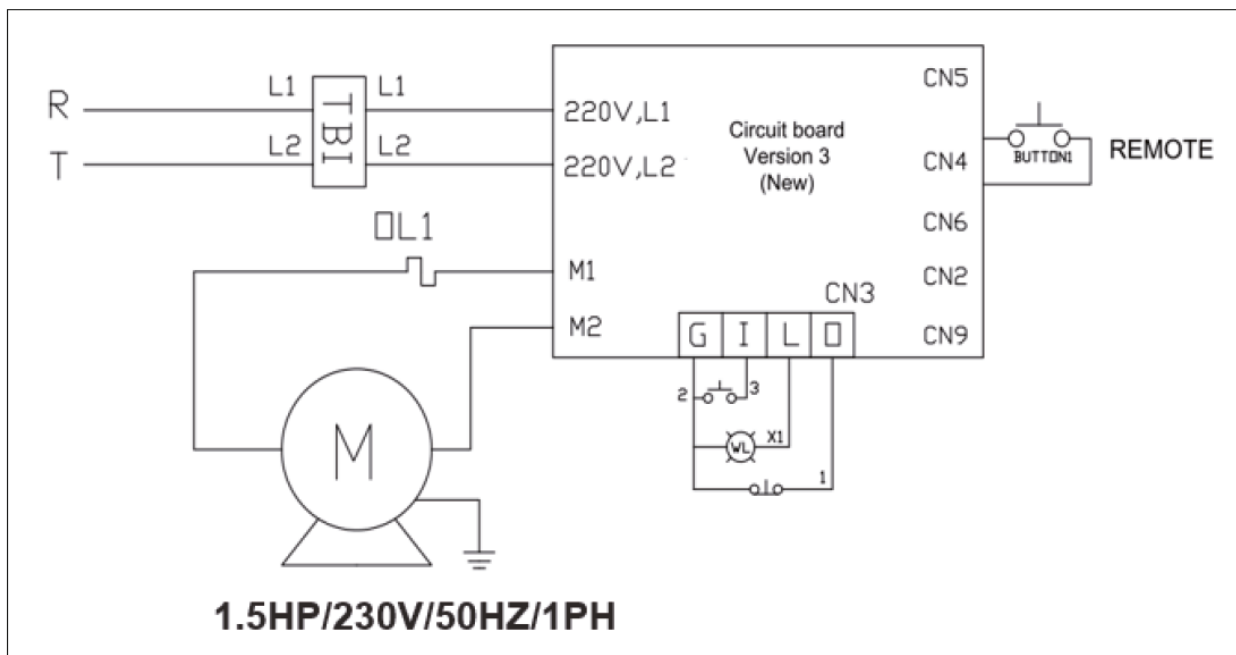 R
L1
L1
TBI
T
L2
L2
220V,L1
220V,L2
Circuit board
Version 3
(New)
CN5
CN4
BUTTON1
REMOTE
CN6
CN2
CN9
OL1
M1
M2
CN3
G I L O
2
3
WL
X1
1
M
1.5HP/230V/50HZ/1PH